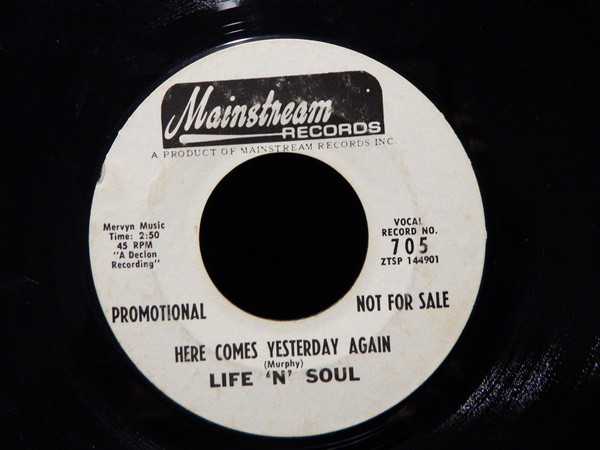 Mainstream
RECORDS
A PRODUCT OF MAINSTREAM RECORDS INC.
Mervyn Music
Time: 2:50
45 RPM
"A Declon
Recording"
VOCAL
RECORD NO.
705
ZTSP 144901
PROMOTIONAL
NOT FOR SALE
HERE COMES YESTERDAY AGAIN
(Murphy)
LIFE 'N' SOUL